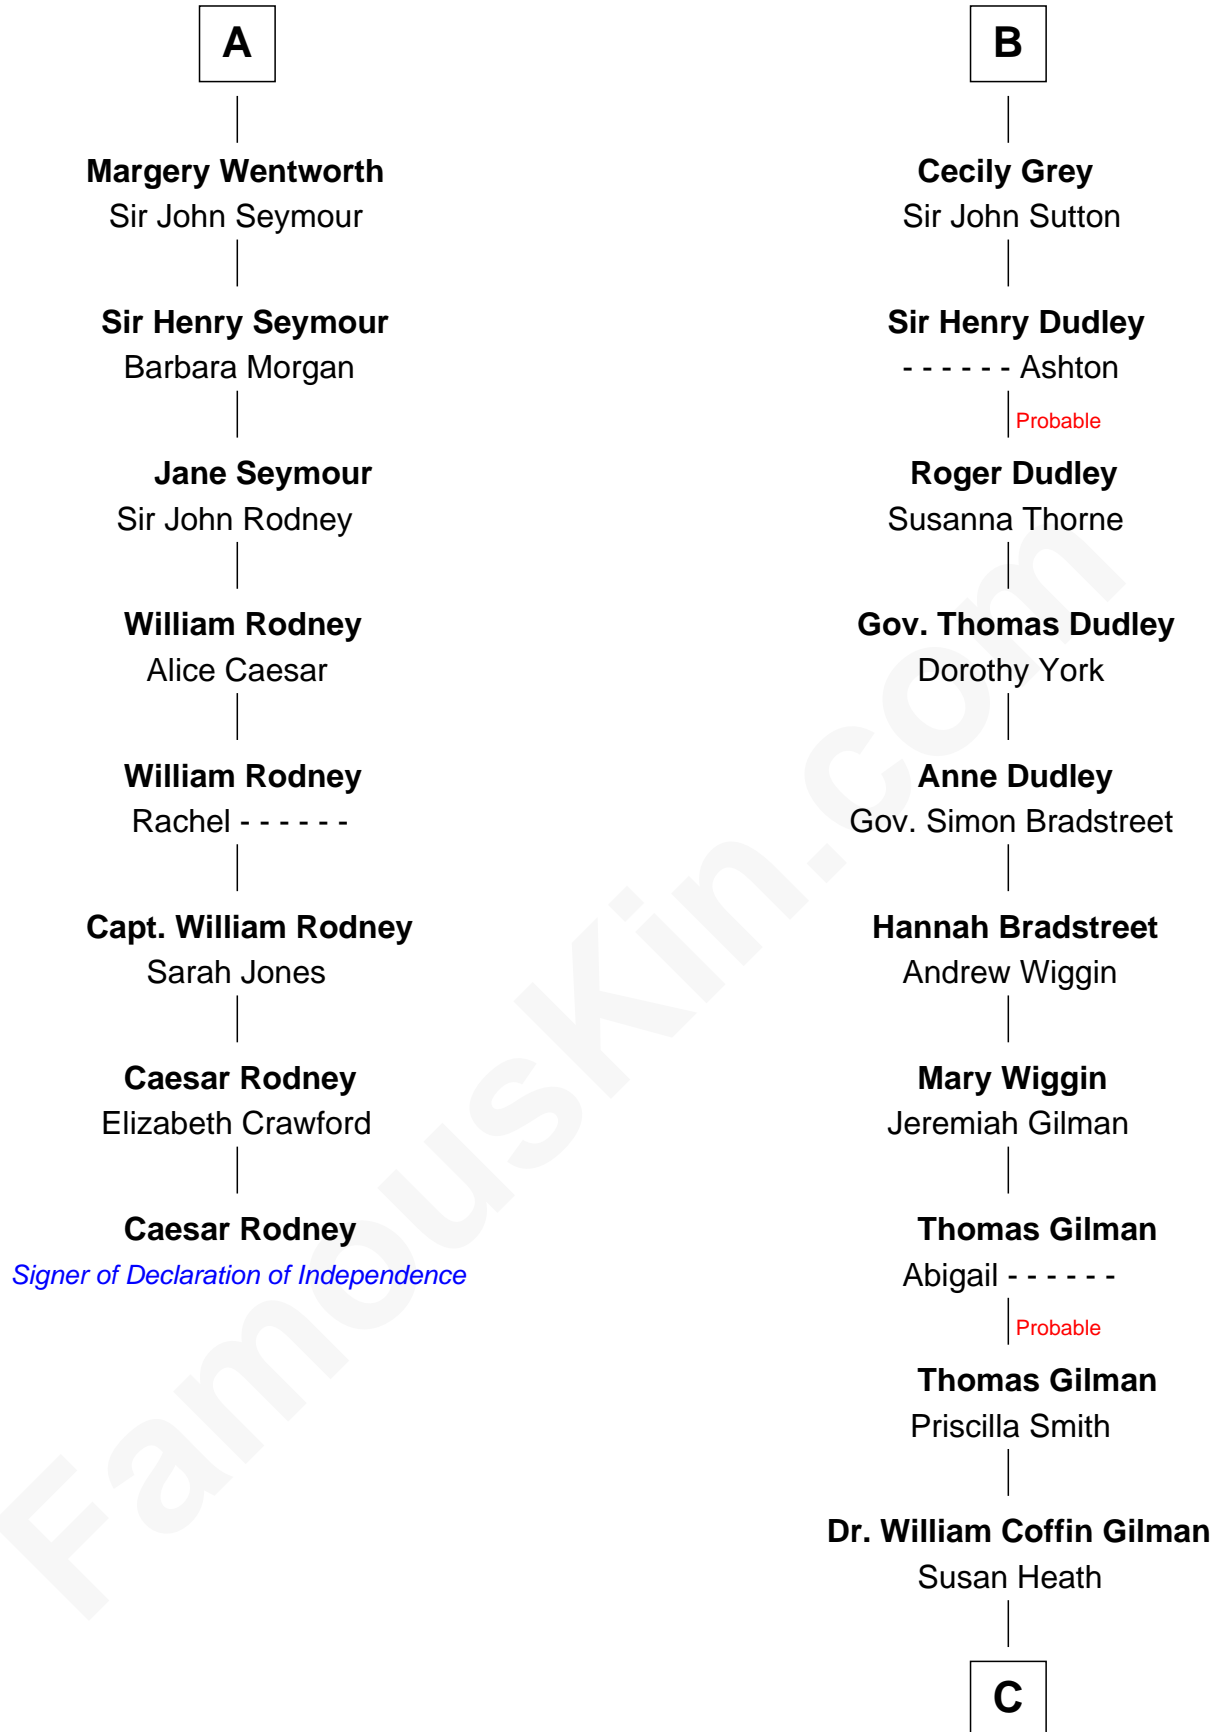 A
Margery Wentworth
Sir John Seymour
Sir Henry Seymour
Barbara Morgan
Jane Seymour
Sir John Rodney
William Rodney
Alice Caesar
William Rodney
Rachel - - - - - -
Capt. William Rodney
Sarah Jones
Caesar Rodney
Elizabeth Crawford
Caesar Rodney
Signer of Declaration of Independence
B
Cecily Grey
Sir John Sutton
Sir Henry Dudley
- - - - - - Ashton
Probable
Roger Dudley
Susanna Thorne
Gov. Thomas Dudley
Dorothy York
Anne Dudley
Gov. Simon Bradstreet
Hannah Bradstreet
Andrew Wiggin
Mary Wiggin
Jeremiah Gilman
Thomas Gilman
Abigail - - - - - -
Probable
Thomas Gilman
Priscilla Smith
Dr. William Coffin Gilman
Susan Heath
C
FamousKin.com